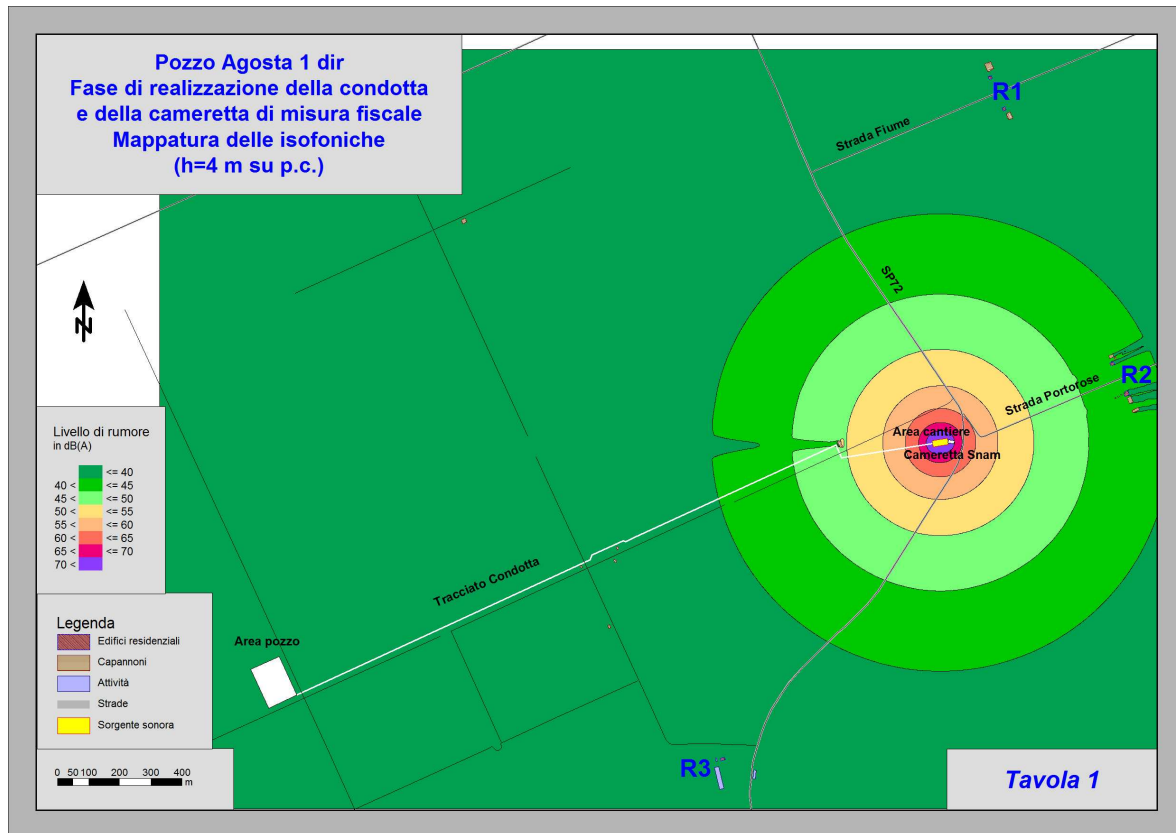 Pozzo Agosta 1 dir
Fase di realizzazione della condotta
e della cameretta di misura fiscale
Mappatura delle isofoniche
(h=4 m su p.c.)
R1
Strada Fiume
SP72
N
R2
Strada Portorose
Area cantiere
Cameretta Snam
Livello di rumore
in dB(A)
<= 40
40 < <= 45
45 < <= 50
50 < <= 55
55 < <= 60
60 < <= 65
65 < <= 70
70 <
Tracciato Condotta
Area pozzo
Legenda
Edifici residenziali
Capannoni
Attività
Strade
Sorgente sonora
R3
0 50 100 200 300 400
m
Tavola 1